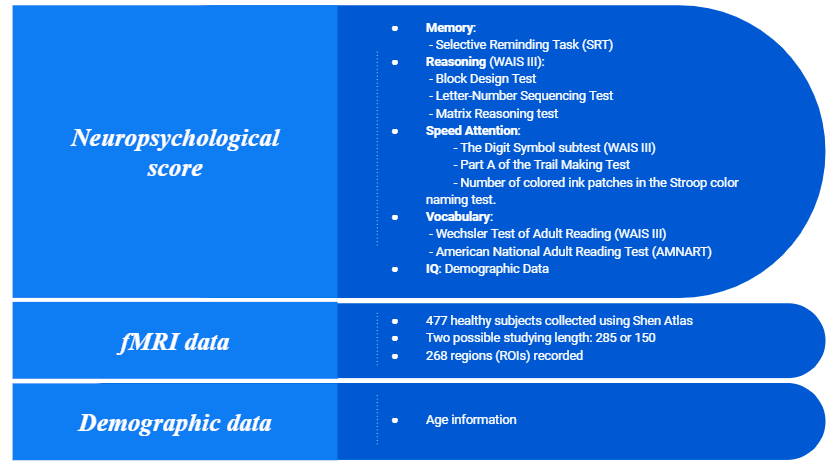 Neuropsychological
score
• Memory:
- Selective Reminding Task (SRT)
• Reasoning (WAIS III):
- Block Design Test
- Letter-Number Sequencing Test
- Matrix Reasoning test
• Speed Attention:
- The Digit Symbol subtest (WAIS III)
- Part A of the Trail Making Test
- Number of colored ink patches in the Stroop color
naming test.
• Vocabulary:
- Wechsler Test of Adult Reading (WAIS III)
- American National Adult Reading Test (AMNART)
• IQ: Demographic Data
fMRI data
• 477 healthy subjects collected using Shen Atlas
• Two possible studying length: 285 or 150
• 268 regions (ROIs) recorded
Demographic data
• Age information